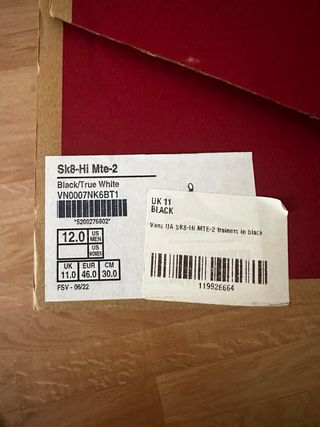 Sk8-Hi Mte-2
Black/True White
VN0007NK6BT1
*5200276802*
12.0 US MEN
US WOMEN
UK EUR CM
11.0 46.0 30.0
FSV - 06/22
UK 11
BLACK
Vans UA SK8-Hi MTE-2 trainers in black
119926664